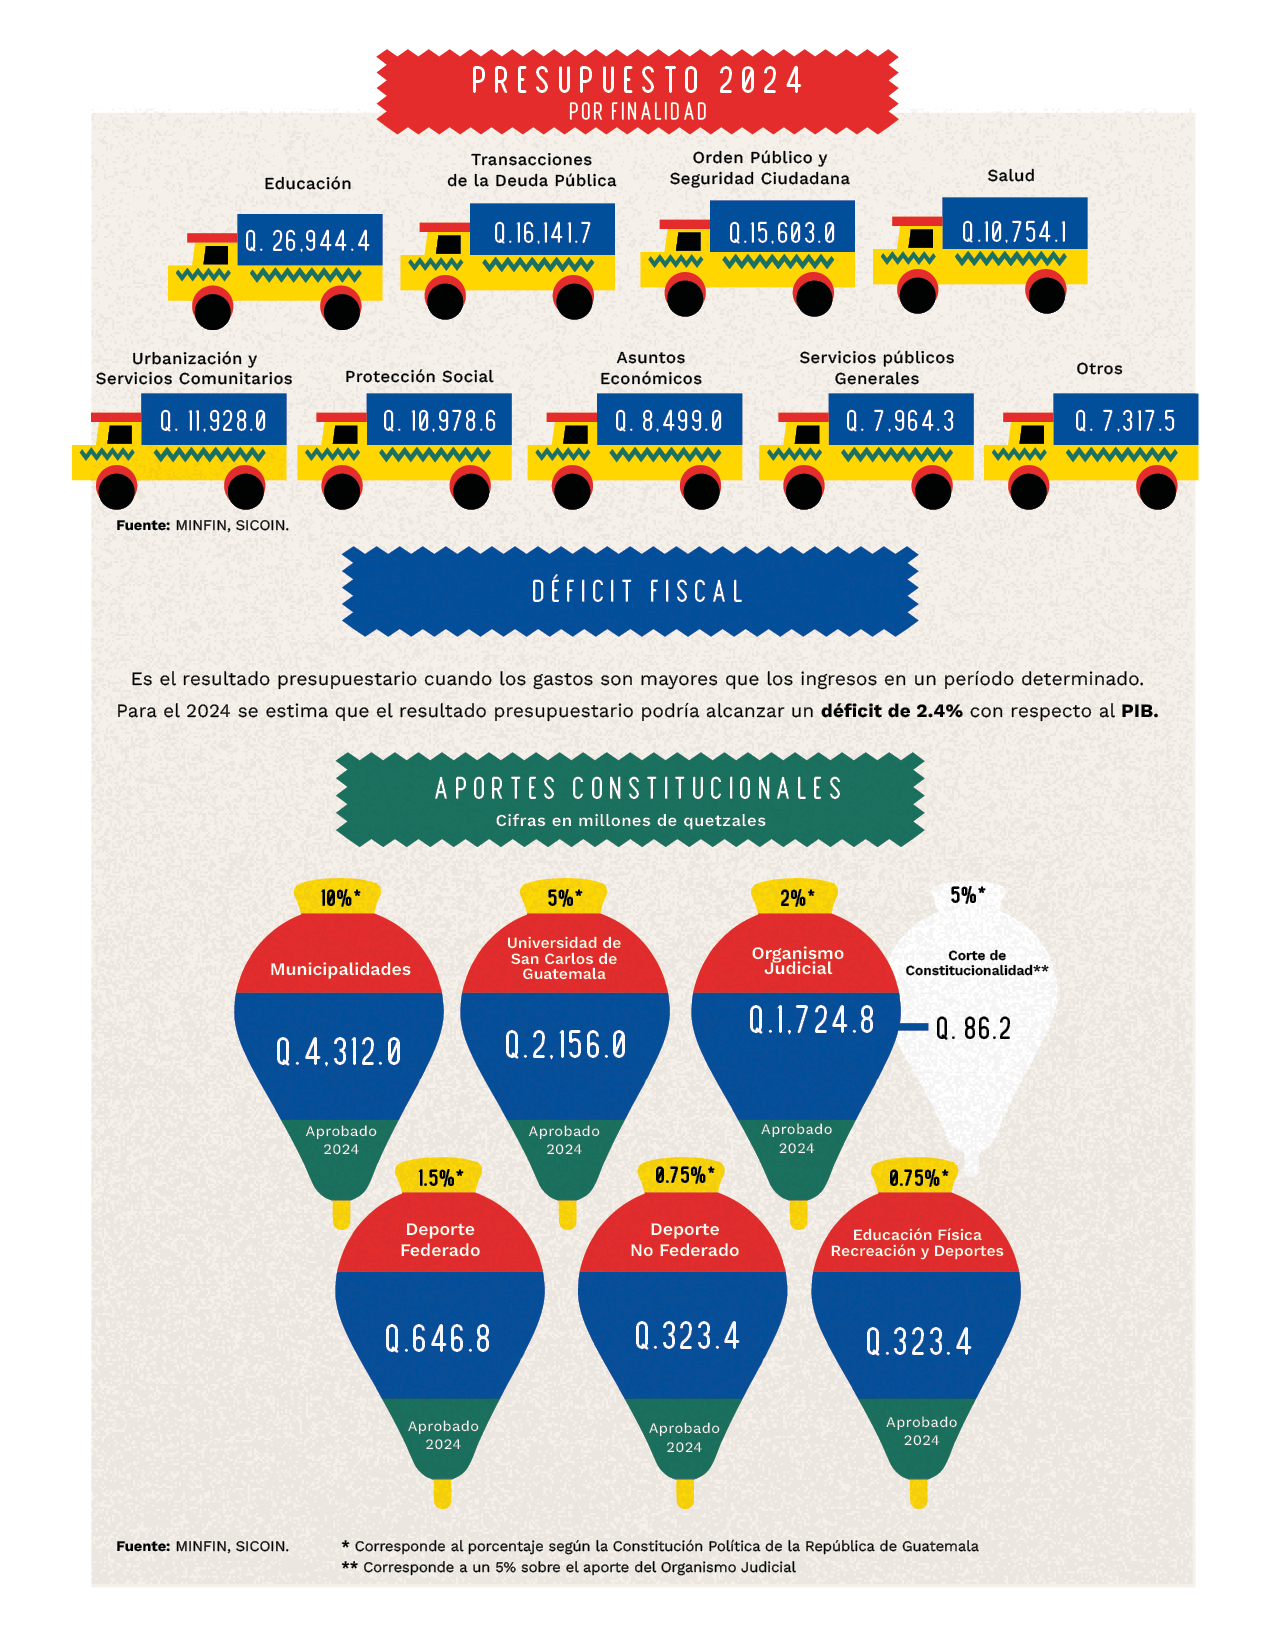 PRESUPUESTO 2024
POR FINALIDAD
Educación
Q. 26,944.4
Transacciones
de la Deuda Pública
Q.16,141.7
Orden Público y
Seguridad Ciudadana
Q.15,603.0
Salud
Q.10,754.1
Urbanización y
Servicios Comunitarios
Q. 11,928.0
Protección Social
Q. 10,978.6
Asuntos
Económicos
Q. 8,499.0
Servicios públicos
Generales
Q. 7,964.3
Otros
Q. 7,317.5
Fuente: MINFIN, SICOIN.
DÉFICIT FISCAL
Es el resultado presupuestario cuando los gastos son mayores que los ingresos en un período determinado.
Para el 2024 se estima que el resultado presupuestario podría alcanzar un déficit de 2.4% con respecto al PIB.
APORTES CONSTITUCIONALES
Cifras en millones de quetzales
10%*
Municipalidades
Q.4,312.0
Aprobado
2024
5%*
Universidad de
San Carlos de
Guatemala
Q.2,156.0
Aprobado
2024
2%*
Organismo
Judicial
Q.1,724.8
Aprobado
2024
5%*
Corte de
Constitucionalidad**
Q. 86.2
1.5%*
Deporte
Federado
Q.646.8
Aprobado
2024
0.75%*
Deporte
No Federado
Q.323.4
Aprobado
2024
0.75%*
Educación Física
Recreación y Deportes
Q.323.4
Aprobado
2024
Fuente: MINFIN, SICOIN.
* Corresponde al porcentaje según la Constitución Política de la República de Guatemala
** Corresponde a un 5% sobre el aporte del Organismo Judicial